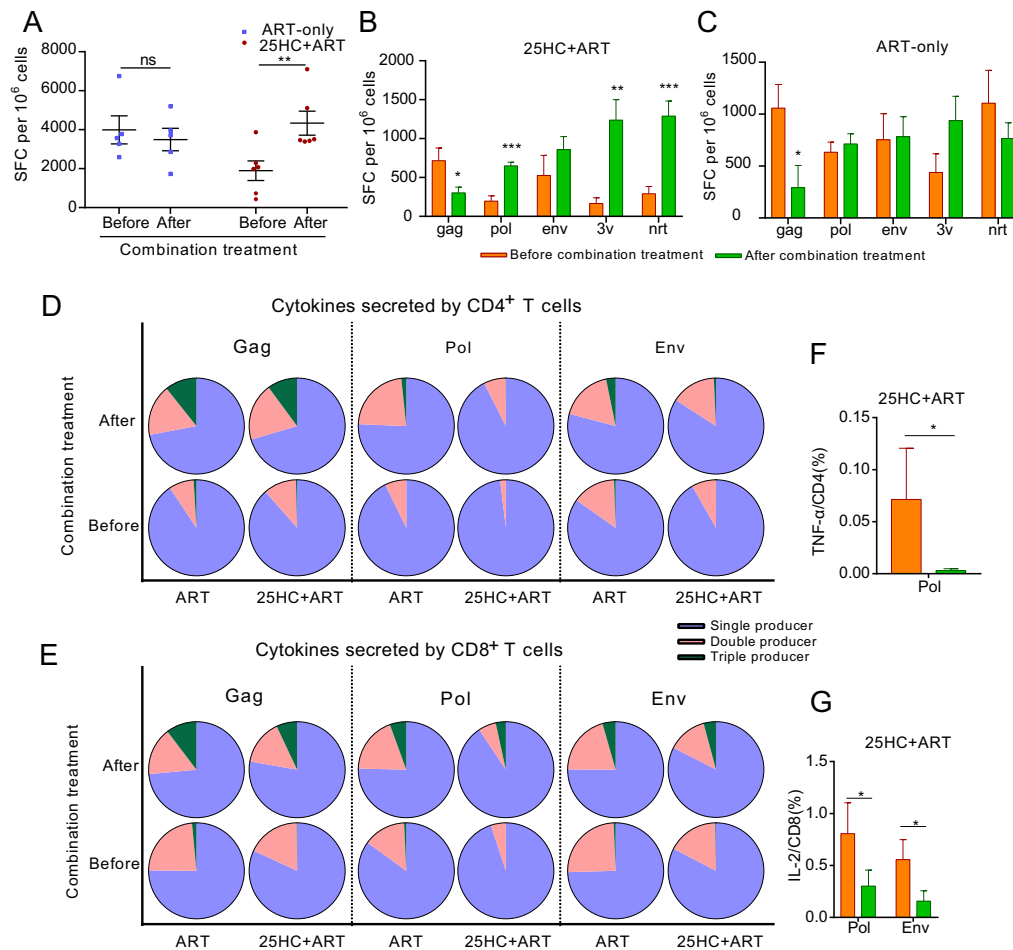 A
ART-only
25HC+ART
SFC per 10⁶ cells
8000
6000
4000
2000
0
ns
**
Before After
Before After
Combination treatment
B
25HC+ART
SFC per 10⁶ cells
2000
1500
1000
500
0
*
***
**
***
gag pol env 3v nrt
C
ART-only
SFC per 10⁶ cells
1500
1000
500
0
*
gag pol env 3v nrt
Before combination treatment After combination treatment
D
Cytokines secreted by CD4⁺ T cells
Gag Pol Env
Combination treatment
After
Before
ART 25HC+ART ART 25HC+ART ART 25HC+ART
F
25HC+ART
TNF-α/CD4(%)
0.15
0.10
0.05
0.00
*
Pol
Single producer
Double producer
Triple producer
E
Cytokines secreted by CD8⁺ T cells
Gag Pol Env
Combination treatment
After
Before
ART 25HC+ART ART 25HC+ART ART 25HC+ART
G
25HC+ART
IL-2/CD8(%)
1.5
1.0
0.5
0.0
*
*
Pol Env